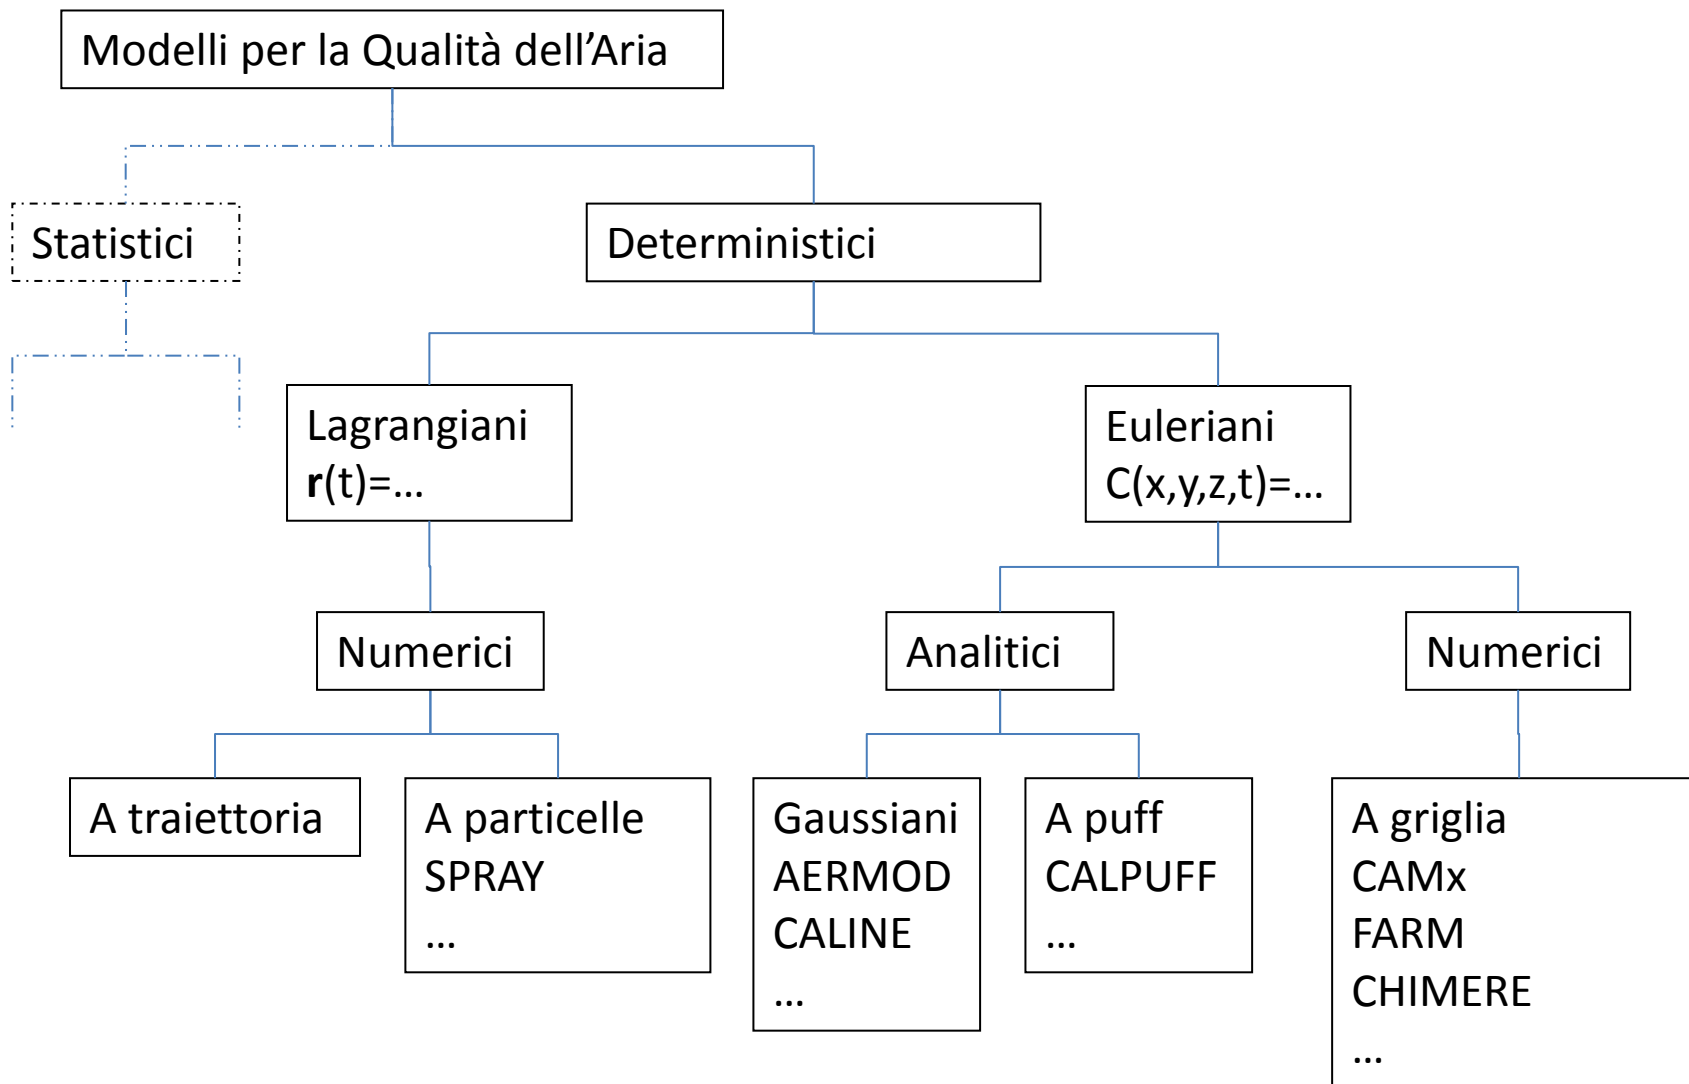 Modelli per la Qualità dell’Aria
Statistici
Deterministici
Lagrangiani
r(t)=…
Euleriani
C(x,y,z,t)=…
Numerici
Analitici
Numerici
A traiettoria
A particelle
SPRAY
…
Gaussiani
AERMOD
CALINE
…
A puff
CALPUFF
…
A griglia
CAMx
FARM
CHIMERE
…